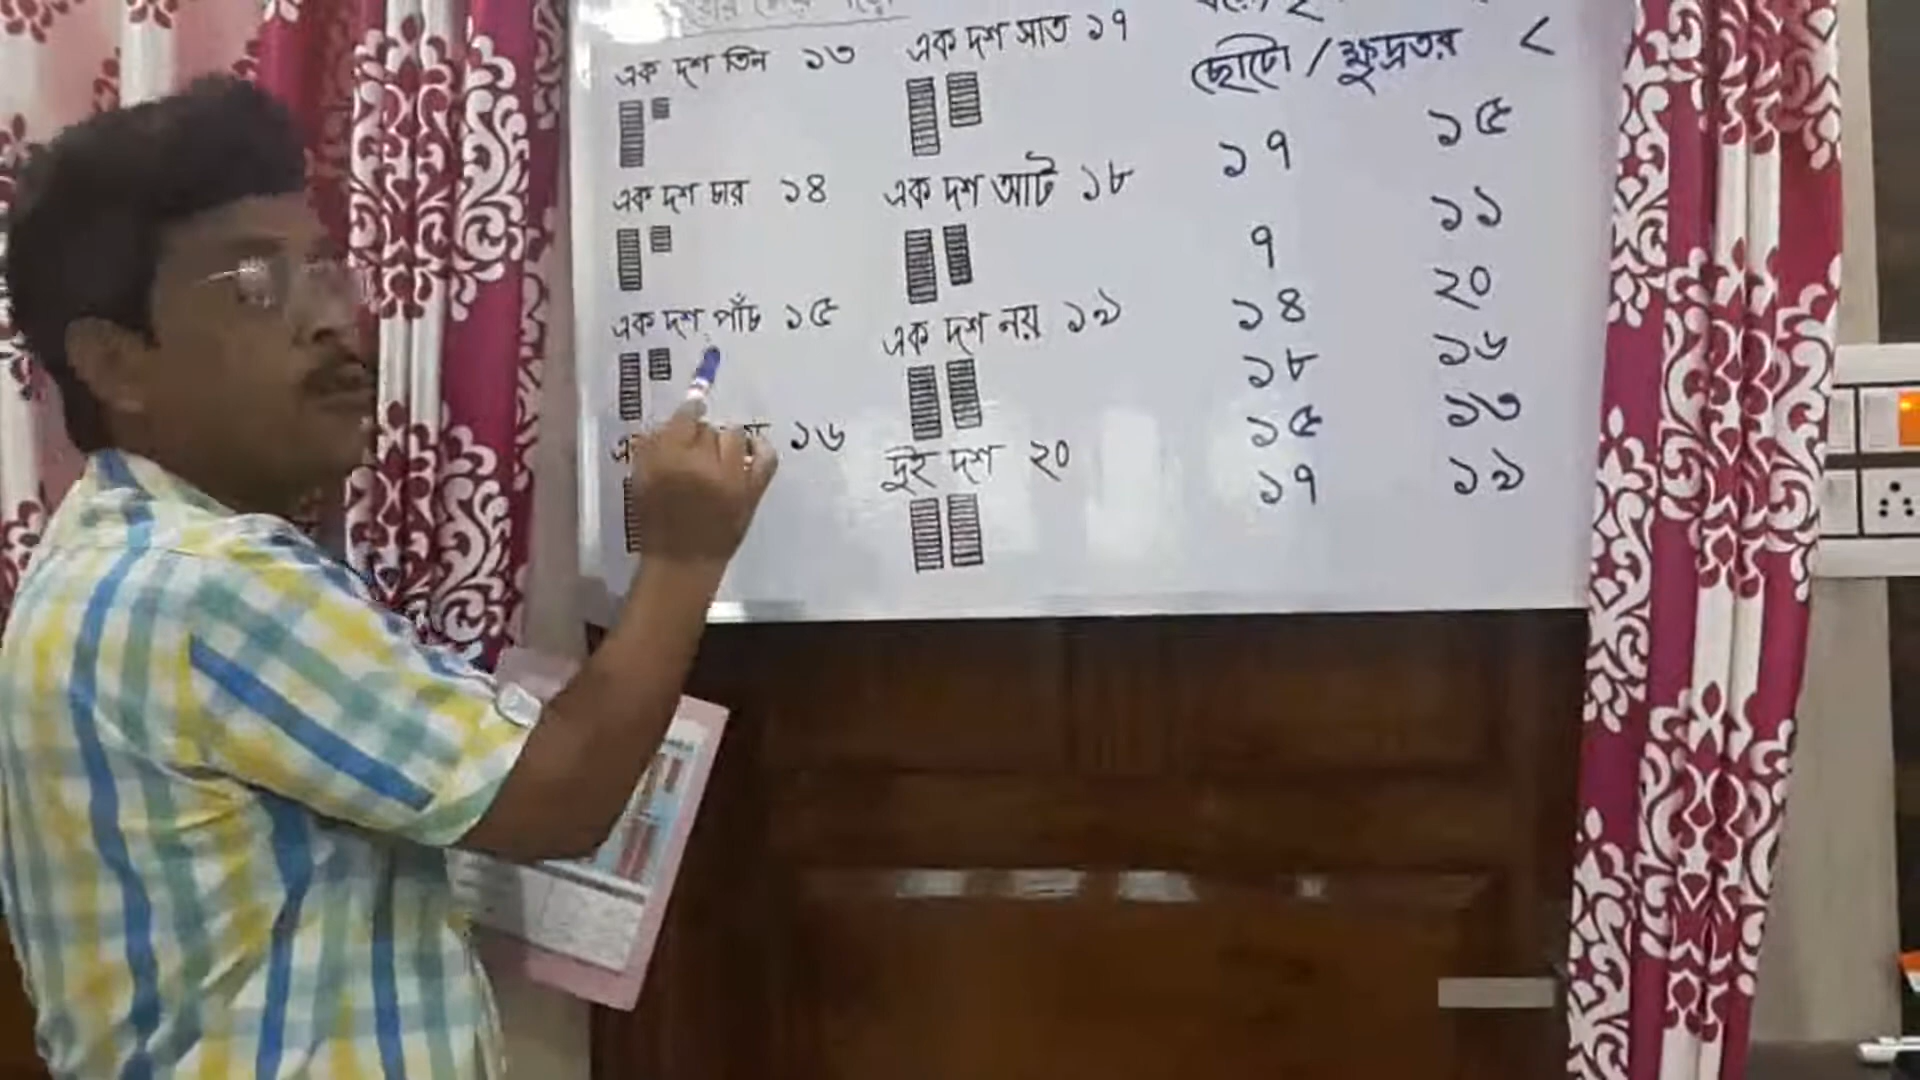 এক দশ তিন ১৩
এক দশ চার ১৪
এক দশ পাঁচ ১৫
১৬
এক দশ সাত ১৭
এক দশ আট ১৮
এক দশ নয় ১৯
দুই দশ ২০
ছোটো / ক্ষুদ্রতর <
১৭ ১৫
৭ ১১
১৪ ২০
১৮ ১৬
১৫ ১৩
১৭ ১৯